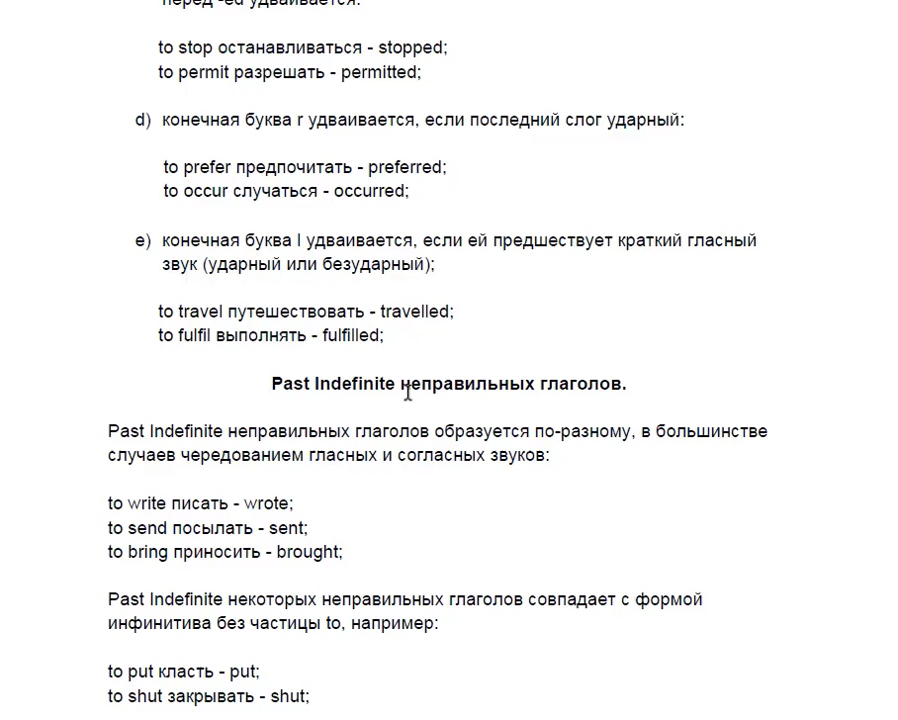 перед -ed удваивается:
to stop останавливаться - stopped;
to permit разрешать - permitted;
d) конечная буква r удваивается, если последний слог ударный:
to prefer предпочитать - preferred;
to occur случаться - occurred;
e) конечная буква l удваивается, если ей предшествует краткий гласный
звук (ударный или безударный);
to travel путешествовать - travelled;
to fulfil выполнять - fulfilled;
Past Indefinite неправильных глаголов.
Past Indefinite неправильных глаголов образуется по-разному, в большинстве
случаев чередованием гласных и согласных звуков:
to write писать - wrote;
to send посылать - sent;
to bring приносить - brought;
Past Indefinite некоторых неправильных глаголов совпадает с формой
инфинитива без частицы to, например:
to put класть - put;
to shut закрывать - shut;